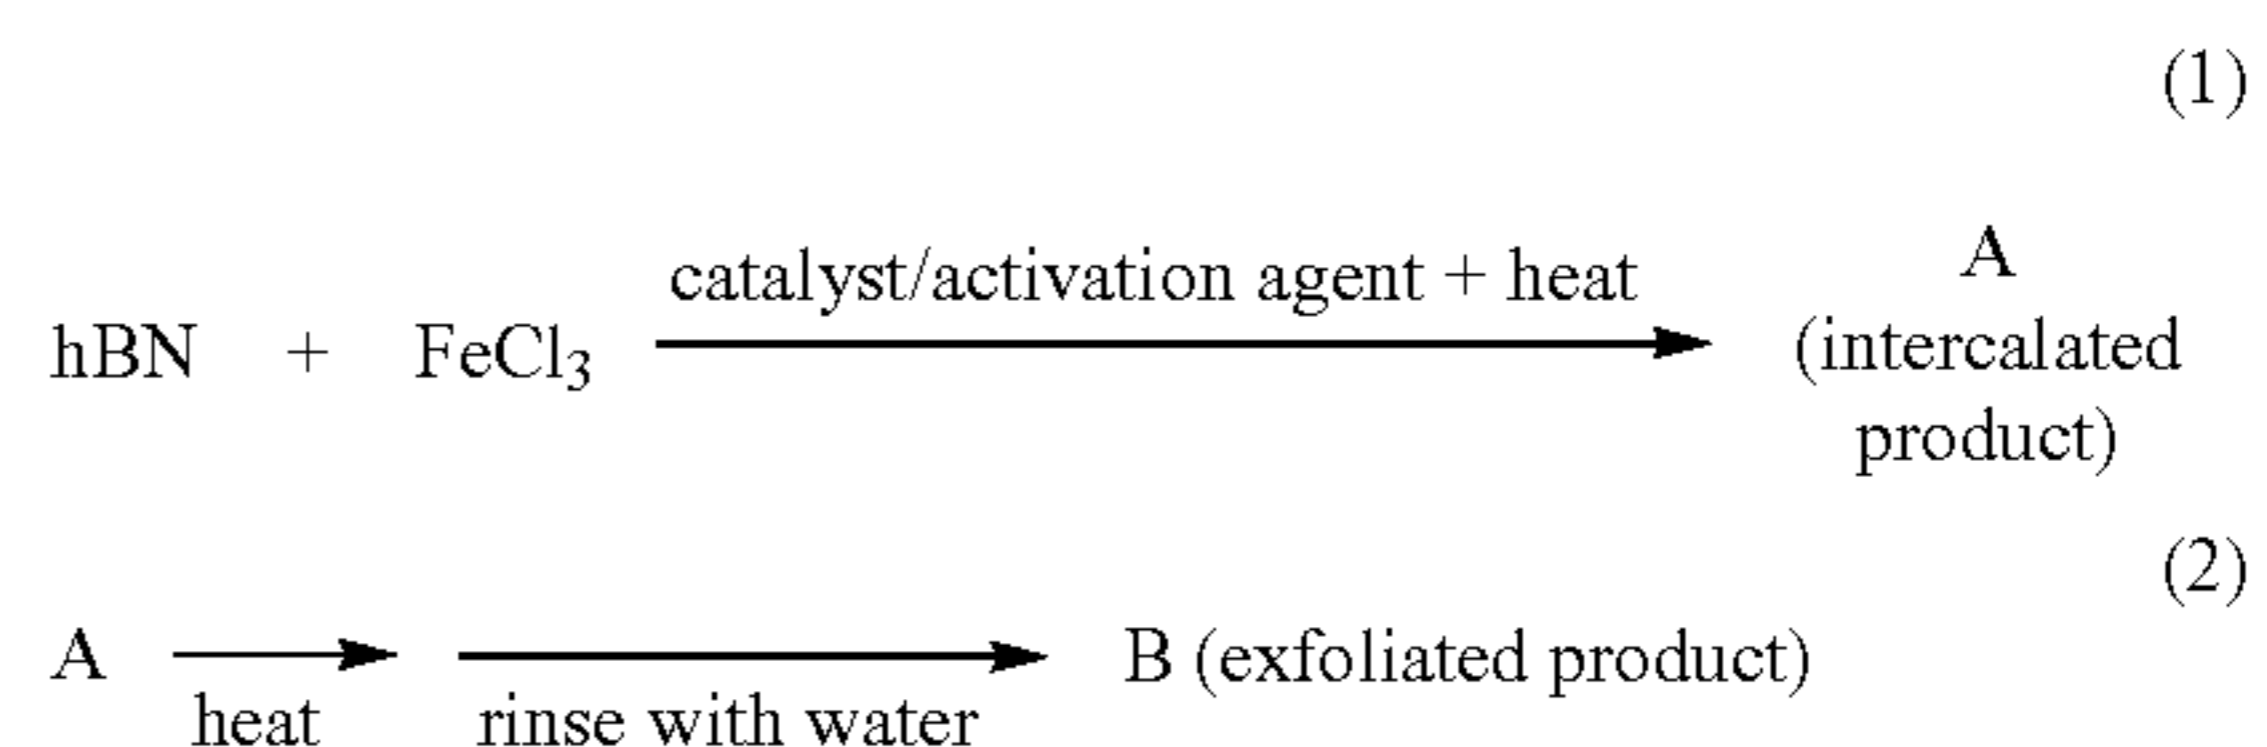 (1)
catalyst/activation agent + heat
hBN + FeCl₃
A
(intercalated
product)
(2)
A
heat
rinse with water
B (exfoliated product)